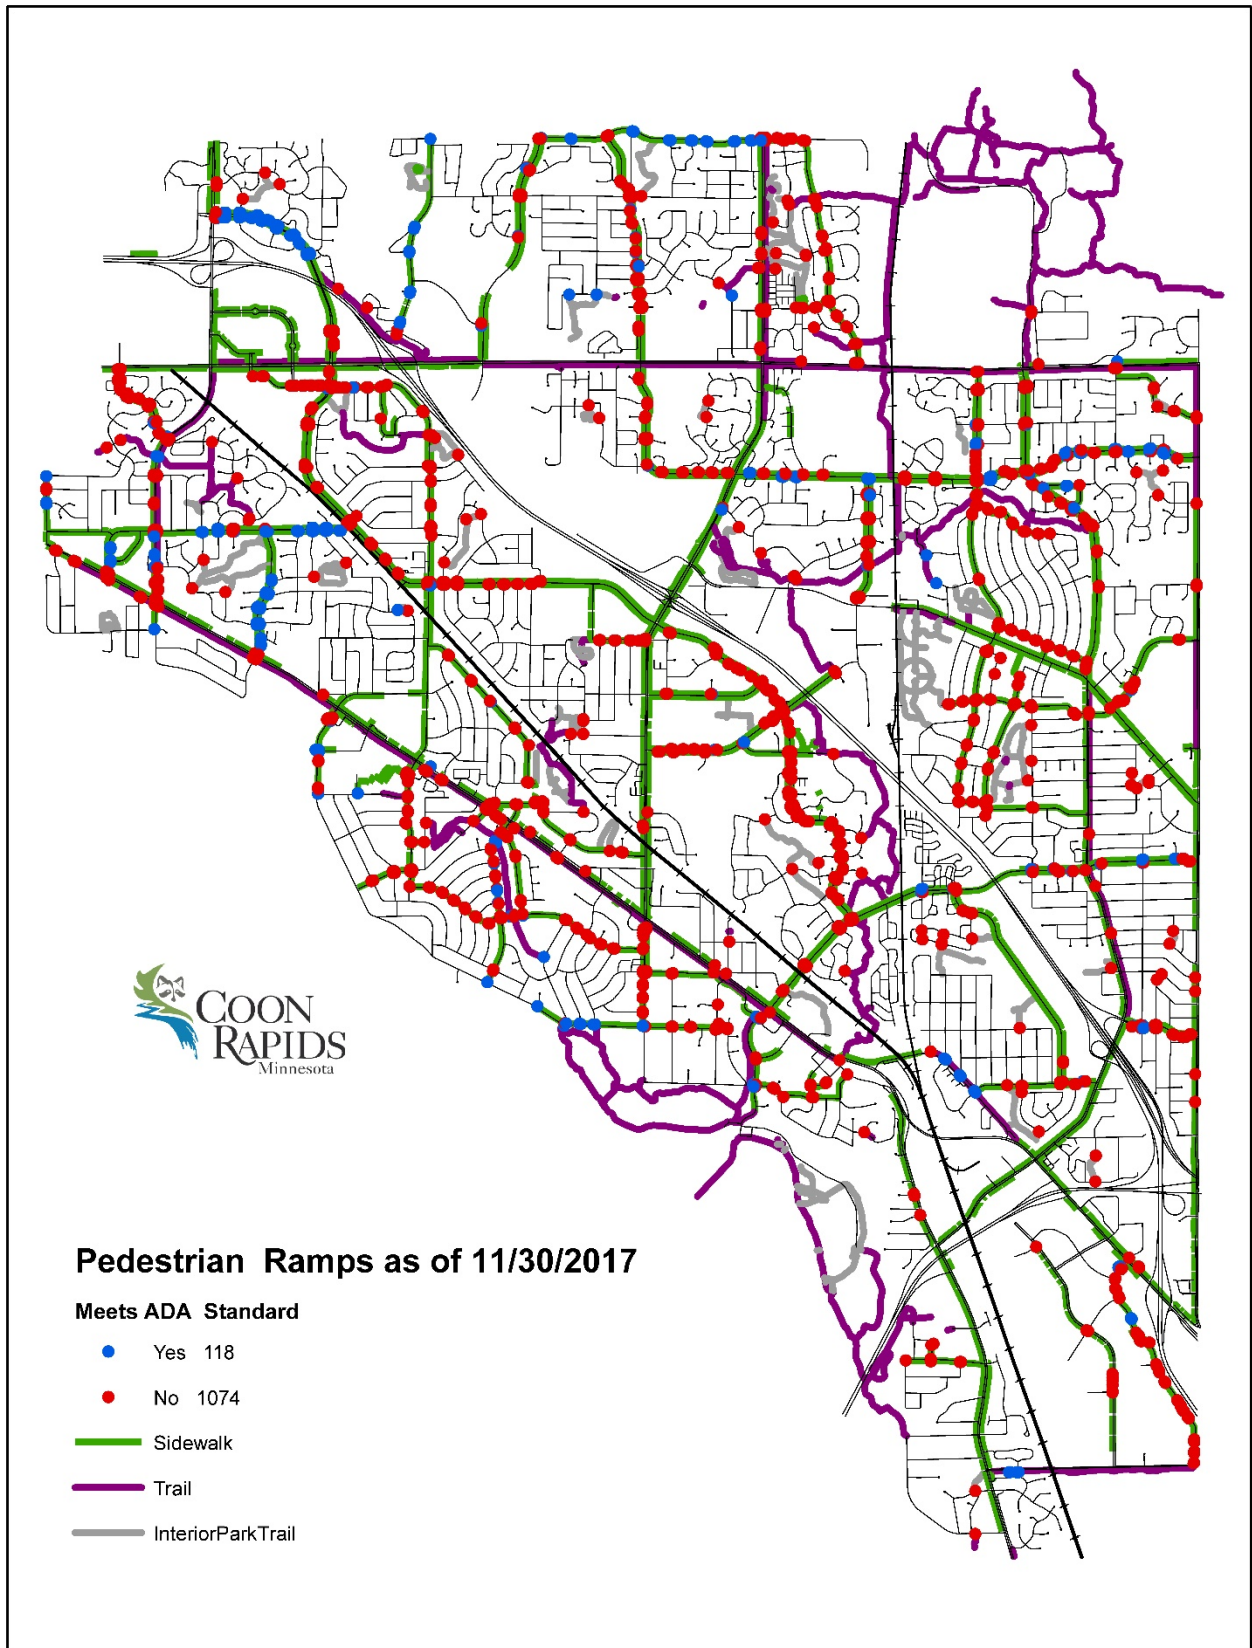 COON
RAPIDS
Minnesota
Pedestrian Ramps as of 11/30/2017
Meets ADA Standard
Yes 118
No 1074
Sidewalk
Trail
InteriorParkTrail